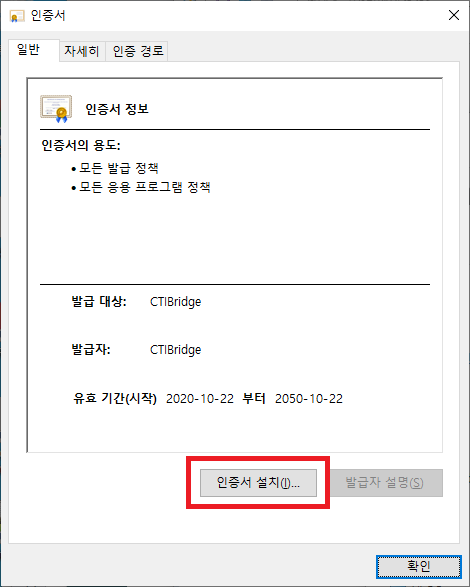 인증서
일반 자세히 인증 경로
인증서 정보
인증서의 용도:
• 모든 발급 정책
• 모든 응용 프로그램 정책
발급 대상: CTIBridge
발급자: CTIBridge
유효 기간(시작) 2020-10-22 부터 2050-10-22
인증서 설치(I)... 발급자 설명(S)
확인